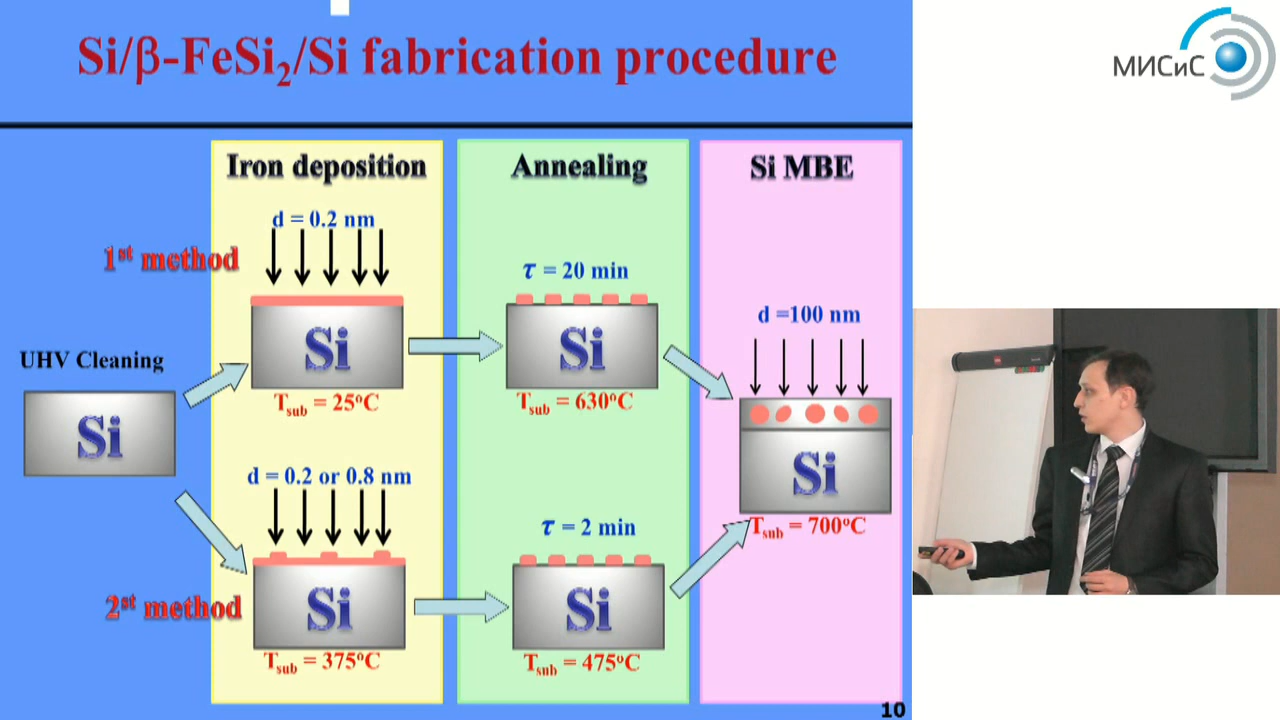 Si/β-FeSi₂/Si fabrication procedure
МИСиС
Iron deposition
Annealing
Si MBE
d = 0.2 nm
1st method
τ = 20 min
d =100 nm
Si
Si
UHV Cleaning
Tsub = 25°C
Tsub = 630°C
Si
Si
d = 0.2 or 0.8 nm
τ = 2 min
Tsub = 700°C
2st method
Si
Si
Tsub = 375°C
Tsub = 475°C
10